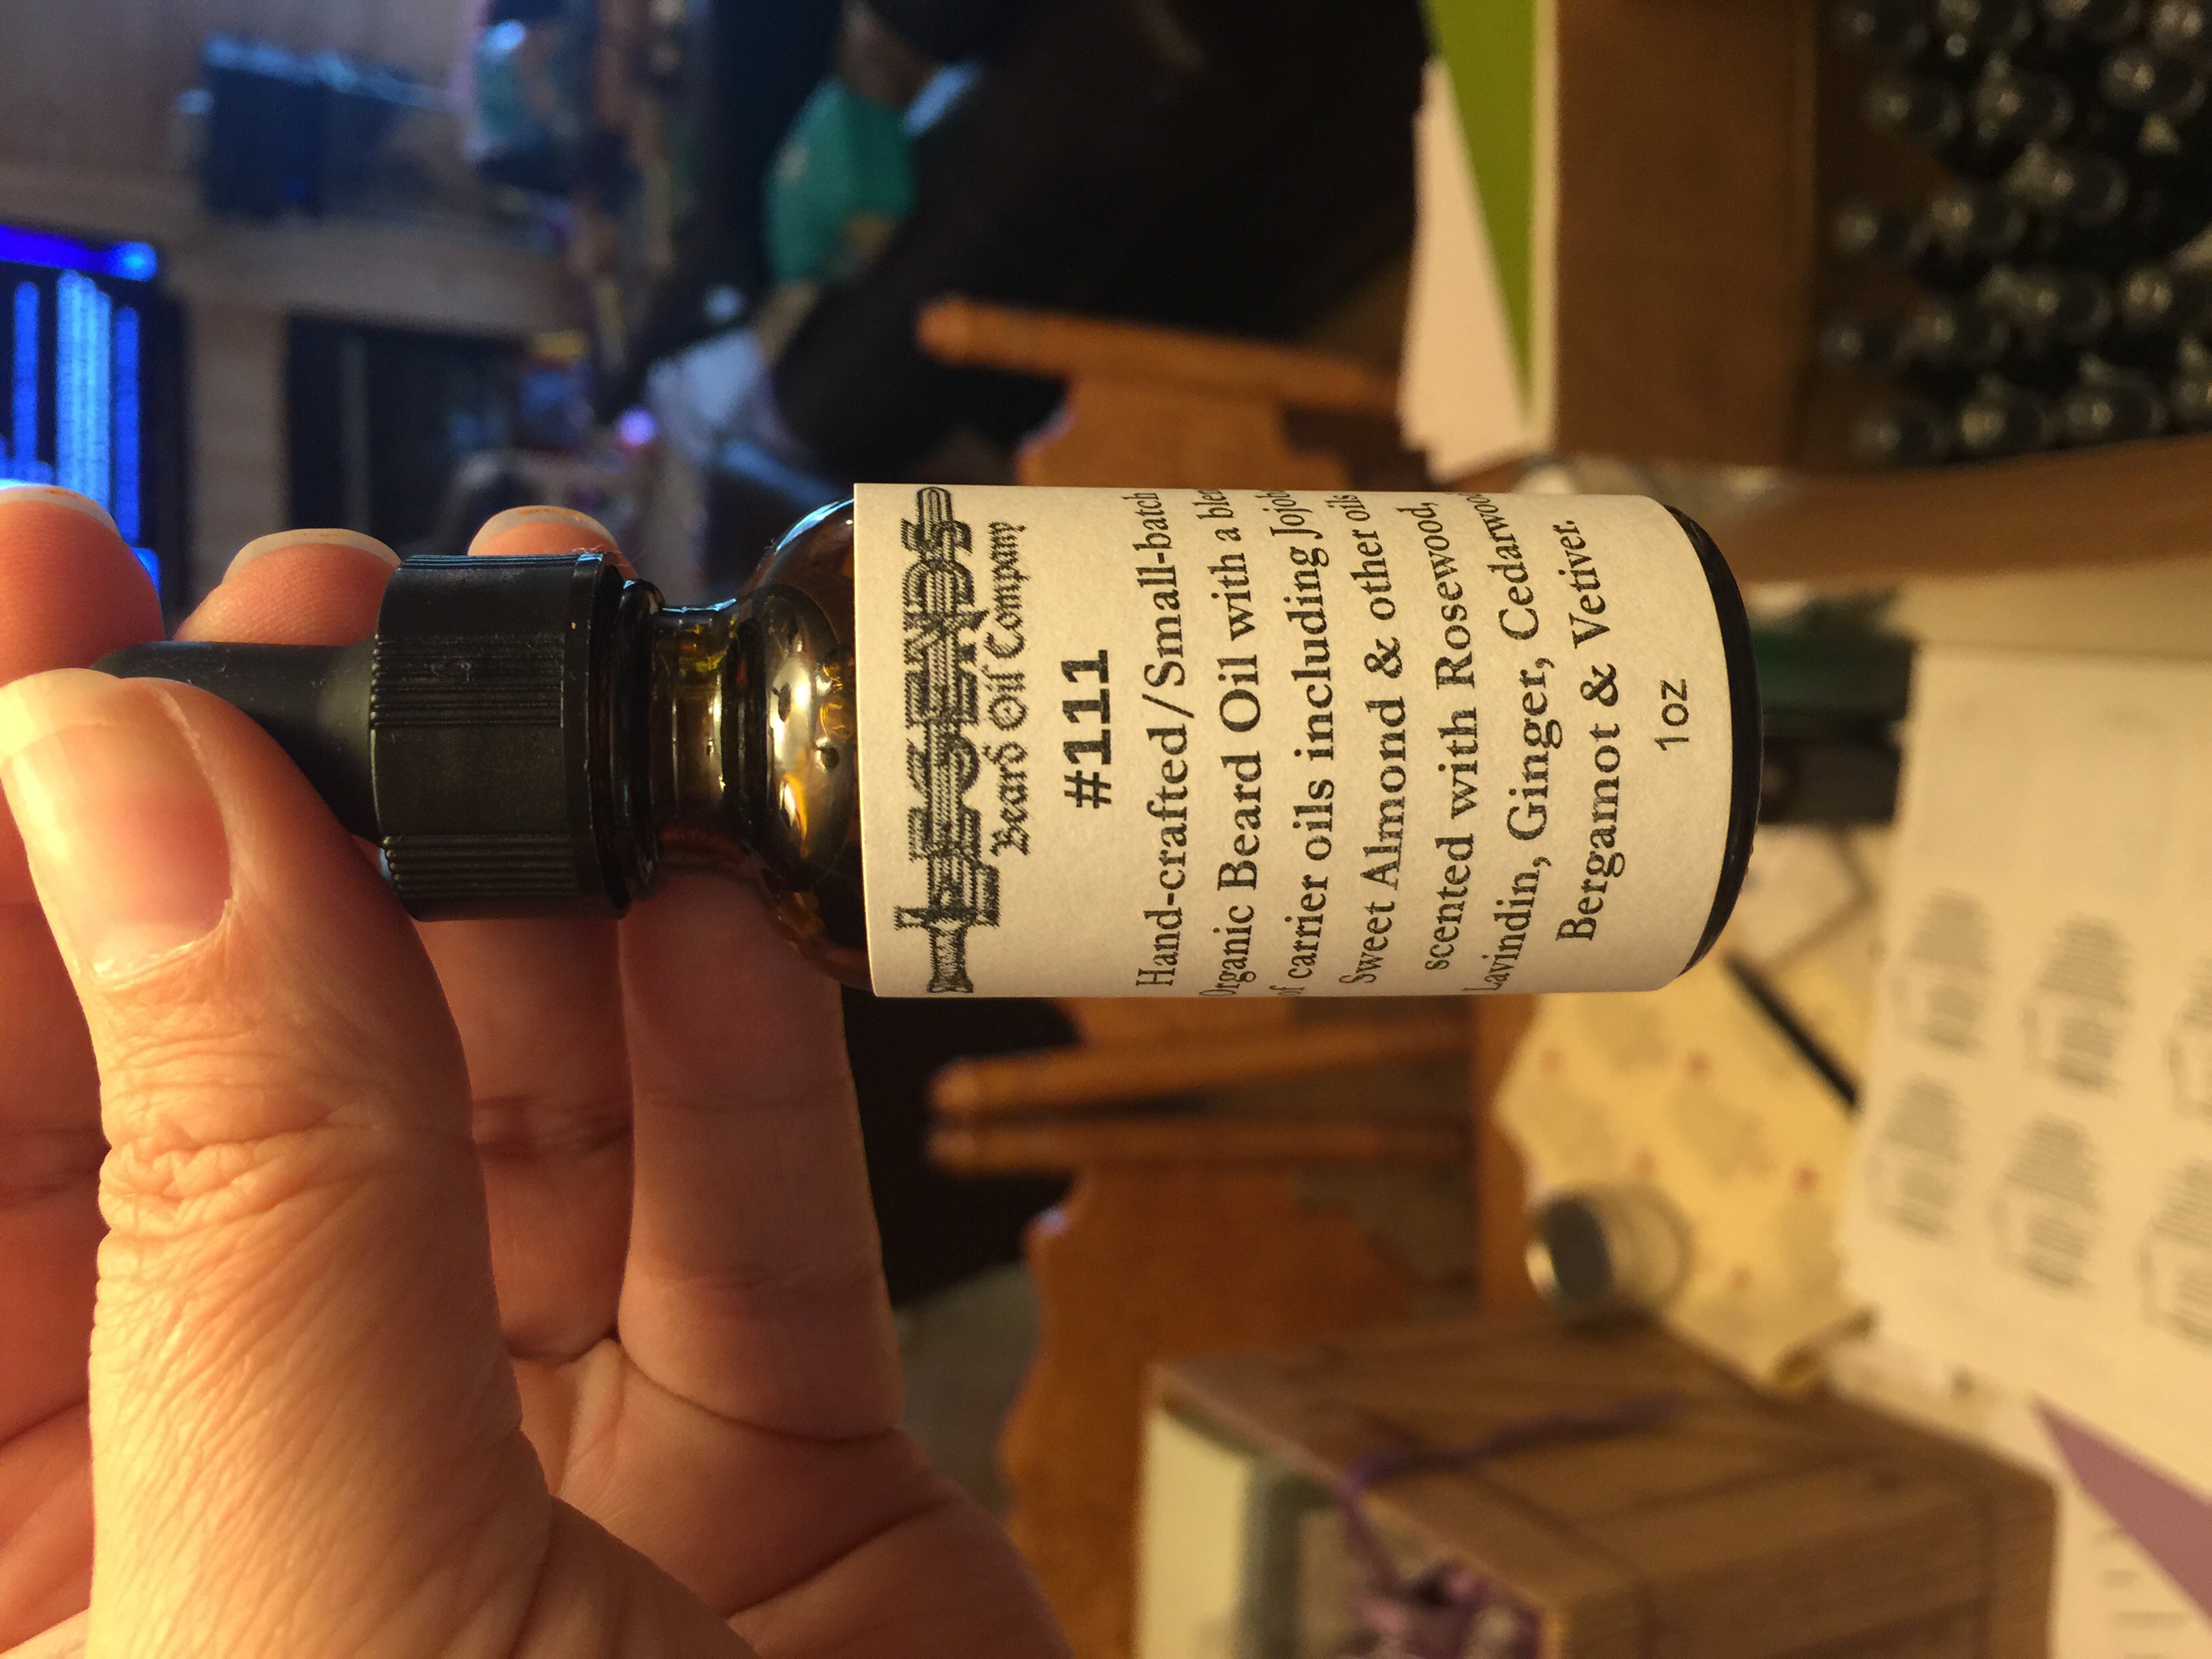 LEGENDS
Beard Oil Company
#111
Hand-crafted/Small-batch
Organic Beard Oil with a ble
of carrier oils including Jojob
Sweet Almond & other oils
scented with Rosewood,
Lavindin, Ginger, Cedarwoo
Bergamot & Vetiver.
1oz